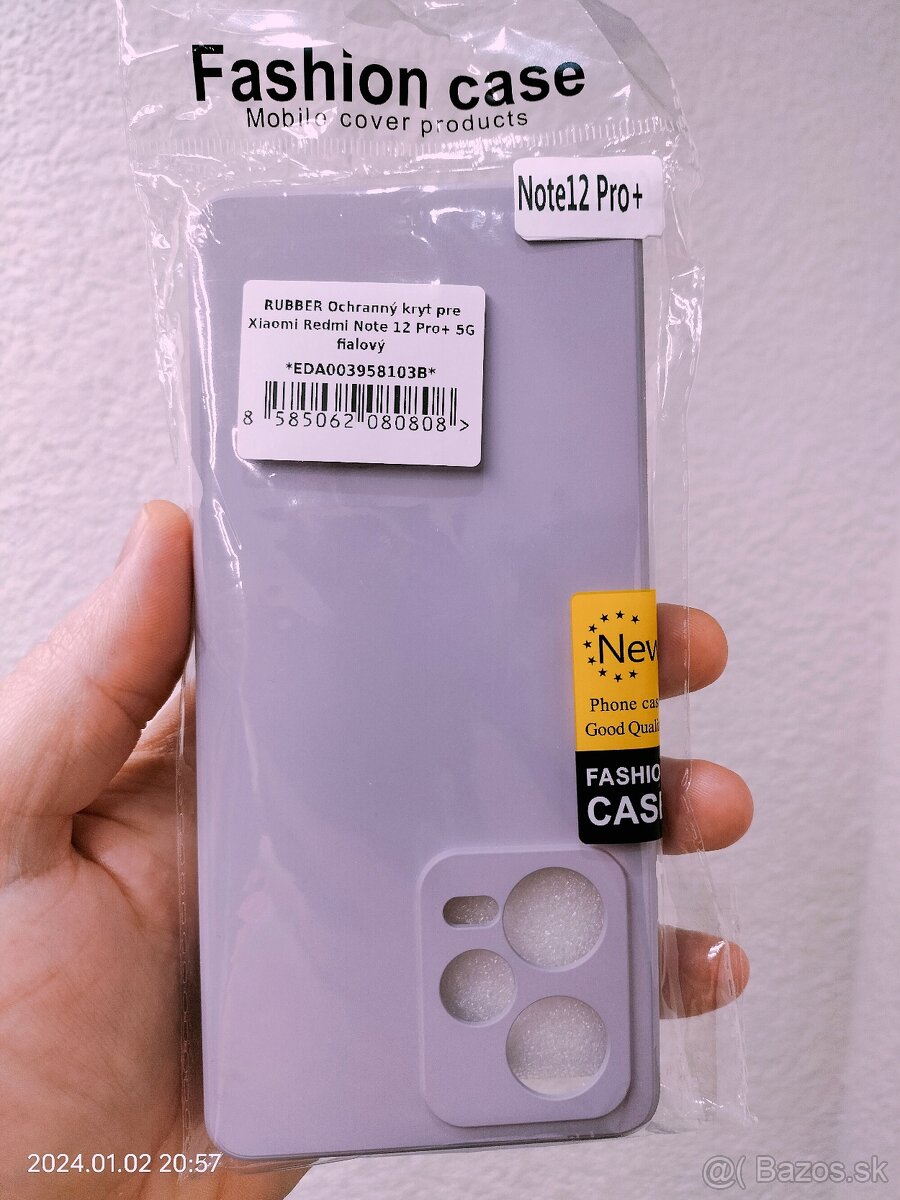 Fashion case
Mobile cover products
Note12 Pro+
RUBBER Ochranný kryt pre
Xiaomi Redmi Note 12 Pro+ 5G
fialový
*EDA003958103B*
8 585062 080808 >
New
Phone cas
Good Quali
FASHIO
CAS
2024.01.02 20:57
@( Bazos.sk